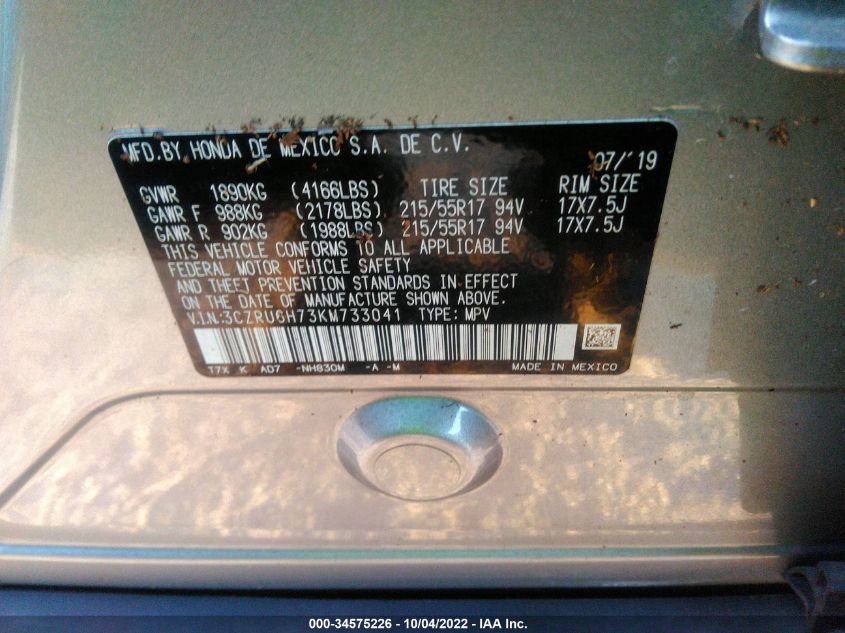 MFD.BY HONDA DE MEXICO S.A. DE C.V. 07/'19
GVWR 1890KG (4166LBS) TIRE SIZE RIM SIZE
GAWR F 988KG (2178LBS) 215/55R17 94V 17X7.5J
GAWR R 902KG (1988LBS) 215/55R17 94V 17X7.5J
THIS VEHICLE CONFORMS TO ALL APPLICABLE
FEDERAL MOTOR VEHICLE SAFETY
AND THEFT PREVENTION STANDARDS IN EFFECT
ON THE DATE OF MANUFACTURE SHOWN ABOVE.
V.I.N.:3CZRU6H73KM733041 TYPE: MPV
T7X K AD7 -NH830M -A -M MADE IN MEXICO
000-34575226 - 10/04/2022 - IAA Inc.